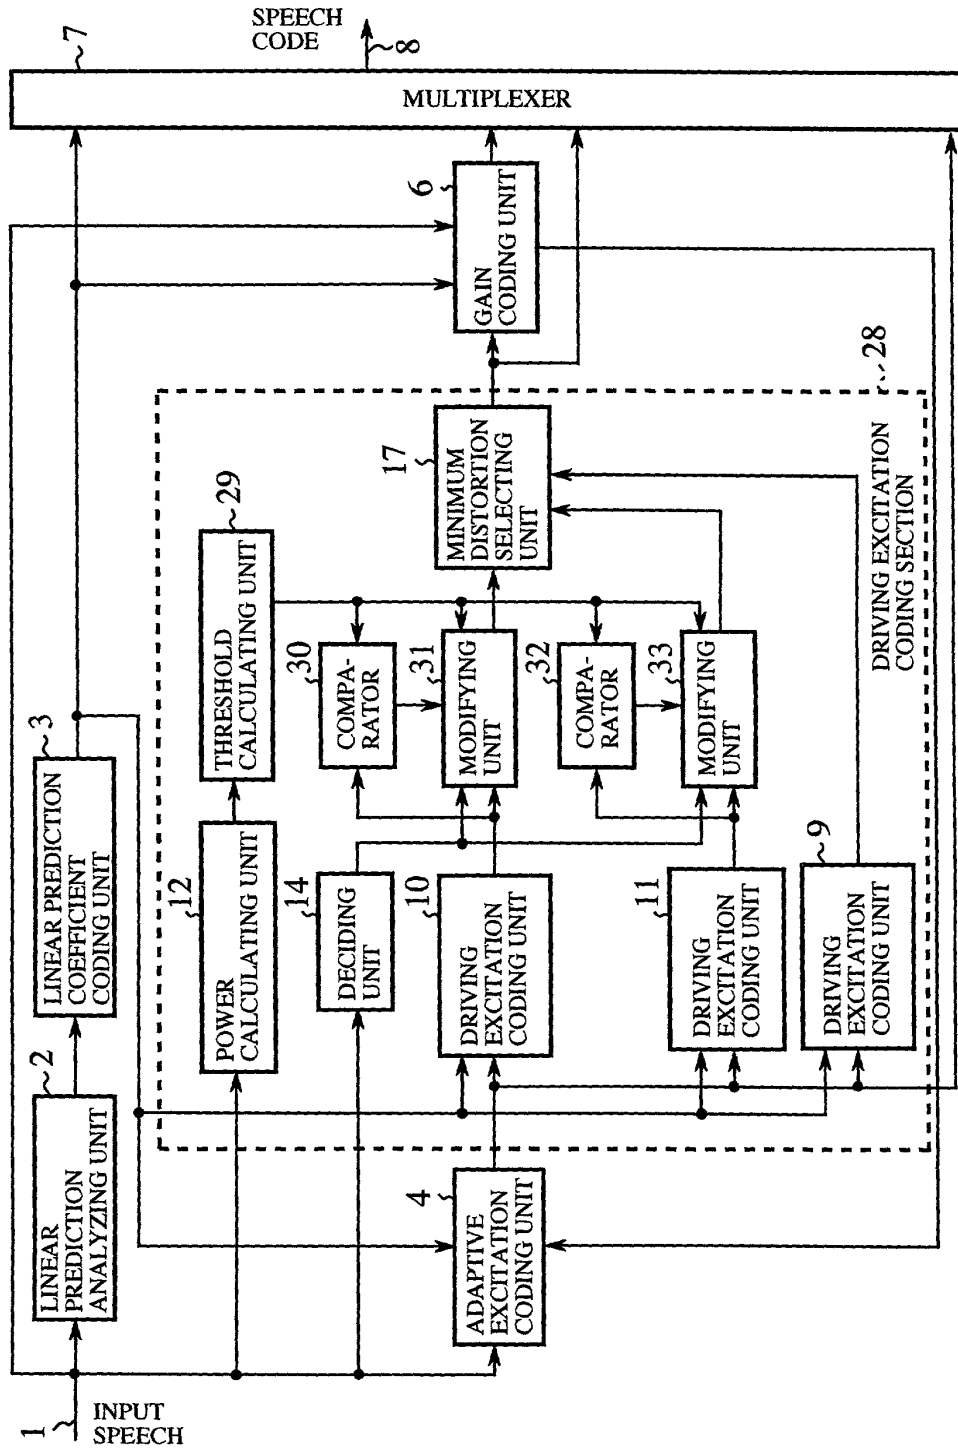 1
INPUT
SPEECH
2
LINEAR
PREDICTION
ANALYZING UNIT
3
LINEAR PREDICTION
COEFFICIENT
CODING UNIT
7
MULTIPLEXER
SPEECH
CODE
8
12
POWER
CALCULATING UNIT
29
THRESHOLD
CALCULATING UNIT
14
DECIDING
UNIT
30
COMPA-
RATOR
4
ADAPTIVE
EXCITATION
CODING UNIT
10
DRIVING
EXCITATION
CODING UNIT
31
MODIFYING
UNIT
17
MINIMUM
DISTORTION
SELECTING
UNIT
6
GAIN
CODING UNIT
32
COMPA-
RATOR
11
DRIVING
EXCITATION
CODING UNIT
33
MODIFYING
UNIT
9
DRIVING
EXCITATION
CODING UNIT
DRIVING EXCITATION
CODING SECTION
28